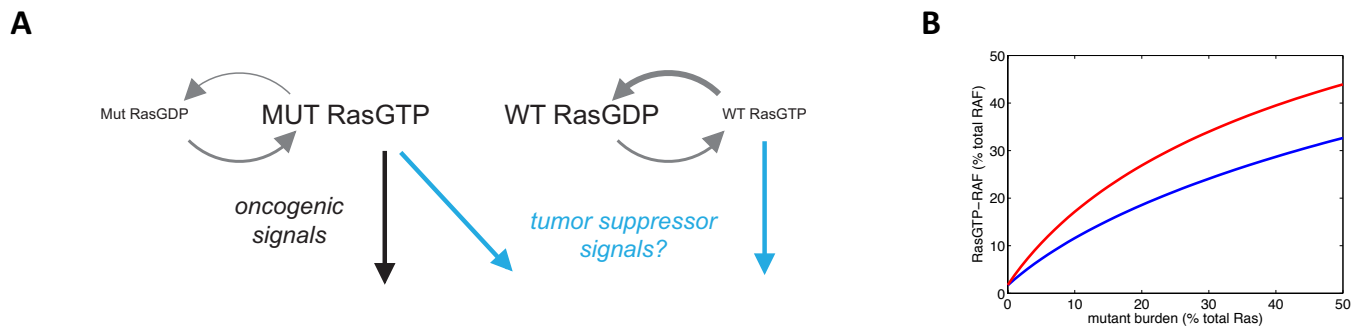 A
B
Mut RasGDP
MUT RasGTP
WT RasGDP
WT RasGTP
oncogenic
signals
tumor suppressor
signals?
RasGTP−RAF (% total RAF)
50
40
30
20
10
0
0
10
20
30
40
50
mutant burden (% total Ras)